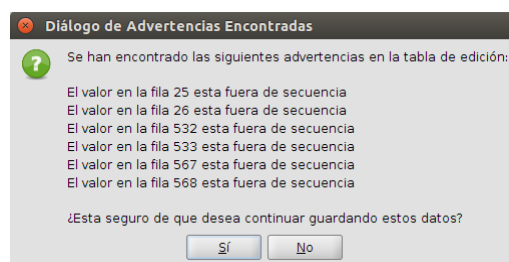 Diálogo de Advertencias Encontradas
Se han encontrado las siguientes advertencias en la tabla de edición:
El valor en la fila 25 esta fuera de secuencia
El valor en la fila 26 esta fuera de secuencia
El valor en la fila 532 esta fuera de secuencia
El valor en la fila 533 esta fuera de secuencia
El valor en la fila 567 esta fuera de secuencia
El valor en la fila 568 esta fuera de secuencia
¿Esta seguro de que desea continuar guardando estos datos?
Sí No